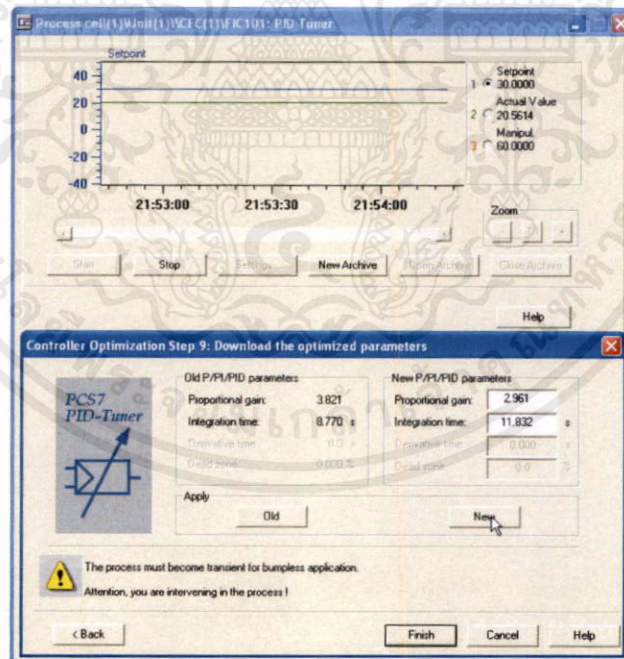 Process cell(1)\Unit(1)\\CFC(1)\FIC101: PID Tuner
Setpoint
40
20
0
-20
-40
21:53:00 21:53:30 21:54:00
1 Setpoint 30.0000
2 Actual Value 20.5614
3 Manipul. 60.0000
Zoom
Start Stop Settings New Archive Open Archive Close Archive
Help
Controller Optimization Step 9: Download the optimized parameters
PCS7
PID-Tuner
Old P/PI/PID parameters
Proportional gain: 3.821
Integration time: 8.770 s
Derivative time: 0.0 s
Dead zone: 0.000 %
New P/PI/PID parameters
Proportional gain: 2.961
Integration time: 11.832 s
Derivative time: 0.000 s
Dead zone: 0.0
Apply
Old New
The process must become transient for bumpless application.
Attention, you are intervening in the process !
< Back Finish Cancel Help